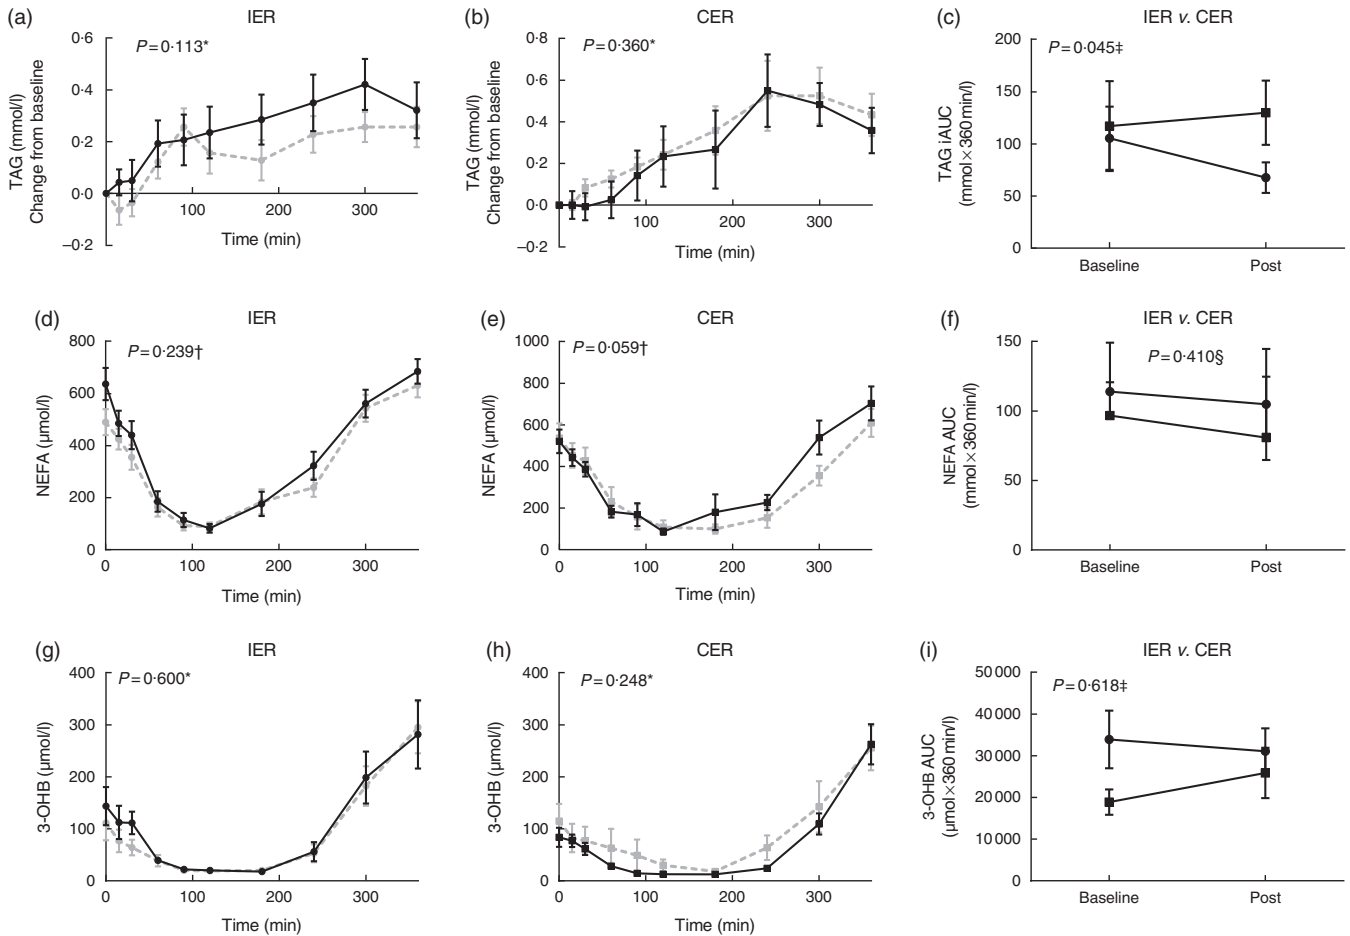 (a)
IER
0·6
0·4
0·2
0·0
–0·2
TAG (mmol/l)
Change from baseline
P=0·113*
100
300
Time (min)
(b)
CER
0·8
0·6
0·4
0·2
0·0
–0·2
TAG (mmol/l)
Change from baseline
P=0·360*
100
200
300
Time (min)
(c)
IER v. CER
200
150
100
50
0
TAG iAUC
(mmol×360 min/l)
P=0·045‡
Baseline
Post
(d)
IER
800
600
400
200
0
NEFA (µmol/l)
P=0·239†
0
100
200
300
Time (min)
(e)
CER
1000
800
600
400
200
0
NEFA (µmol/l)
P=0·059†
0
100
200
300
Time (min)
(f)
IER v. CER
150
100
50
0
NEFA AUC
(mmol×360 min/l)
P=0·410§
Baseline
Post
(g)
IER
400
300
200
100
0
3-OHB (µmol/l)
P=0·600*
0
100
200
300
Time (min)
(h)
CER
400
300
200
100
0
3-OHB (µmol/l)
P=0·248*
0
100
200
300
Time (min)
(i)
IER v. CER
50 000
40 000
30 000
20 000
10 000
0
3-OHB AUC
(µmol×360 min/l)
P=0·618‡
Baseline
Post